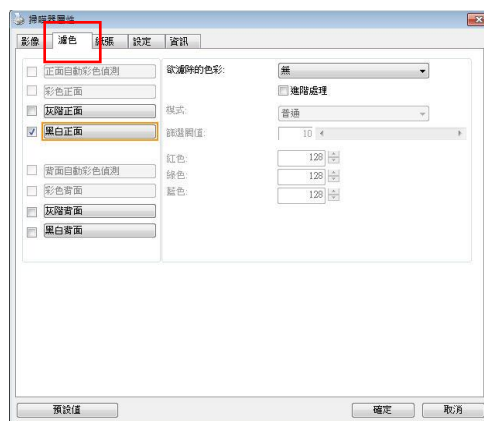 掃描器屬性
影像 濾色 紙張 設定 資訊
正面自動彩色偵測
彩色正面
灰階正面
黑白正面
背面自動彩色偵測
彩色背面
灰階背面
黑白背面
欲濾除的色彩: 無
進階處理
模式: 普通
篩選閥值: 10
紅色: 128
綠色: 128
藍色: 128
預設值 確定 取消